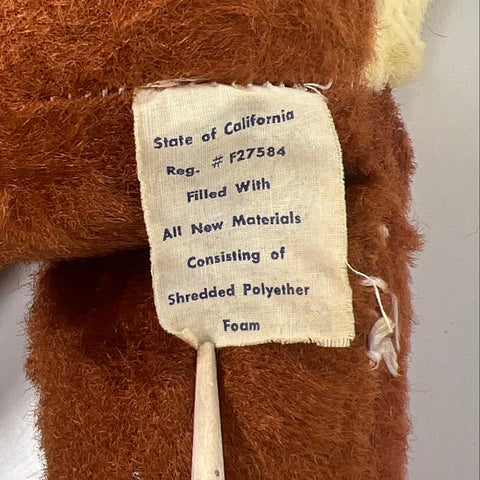 State of California
Reg. # F27584
Filled With
All New Materials
Consisting of
Shredded Polyether
Foam